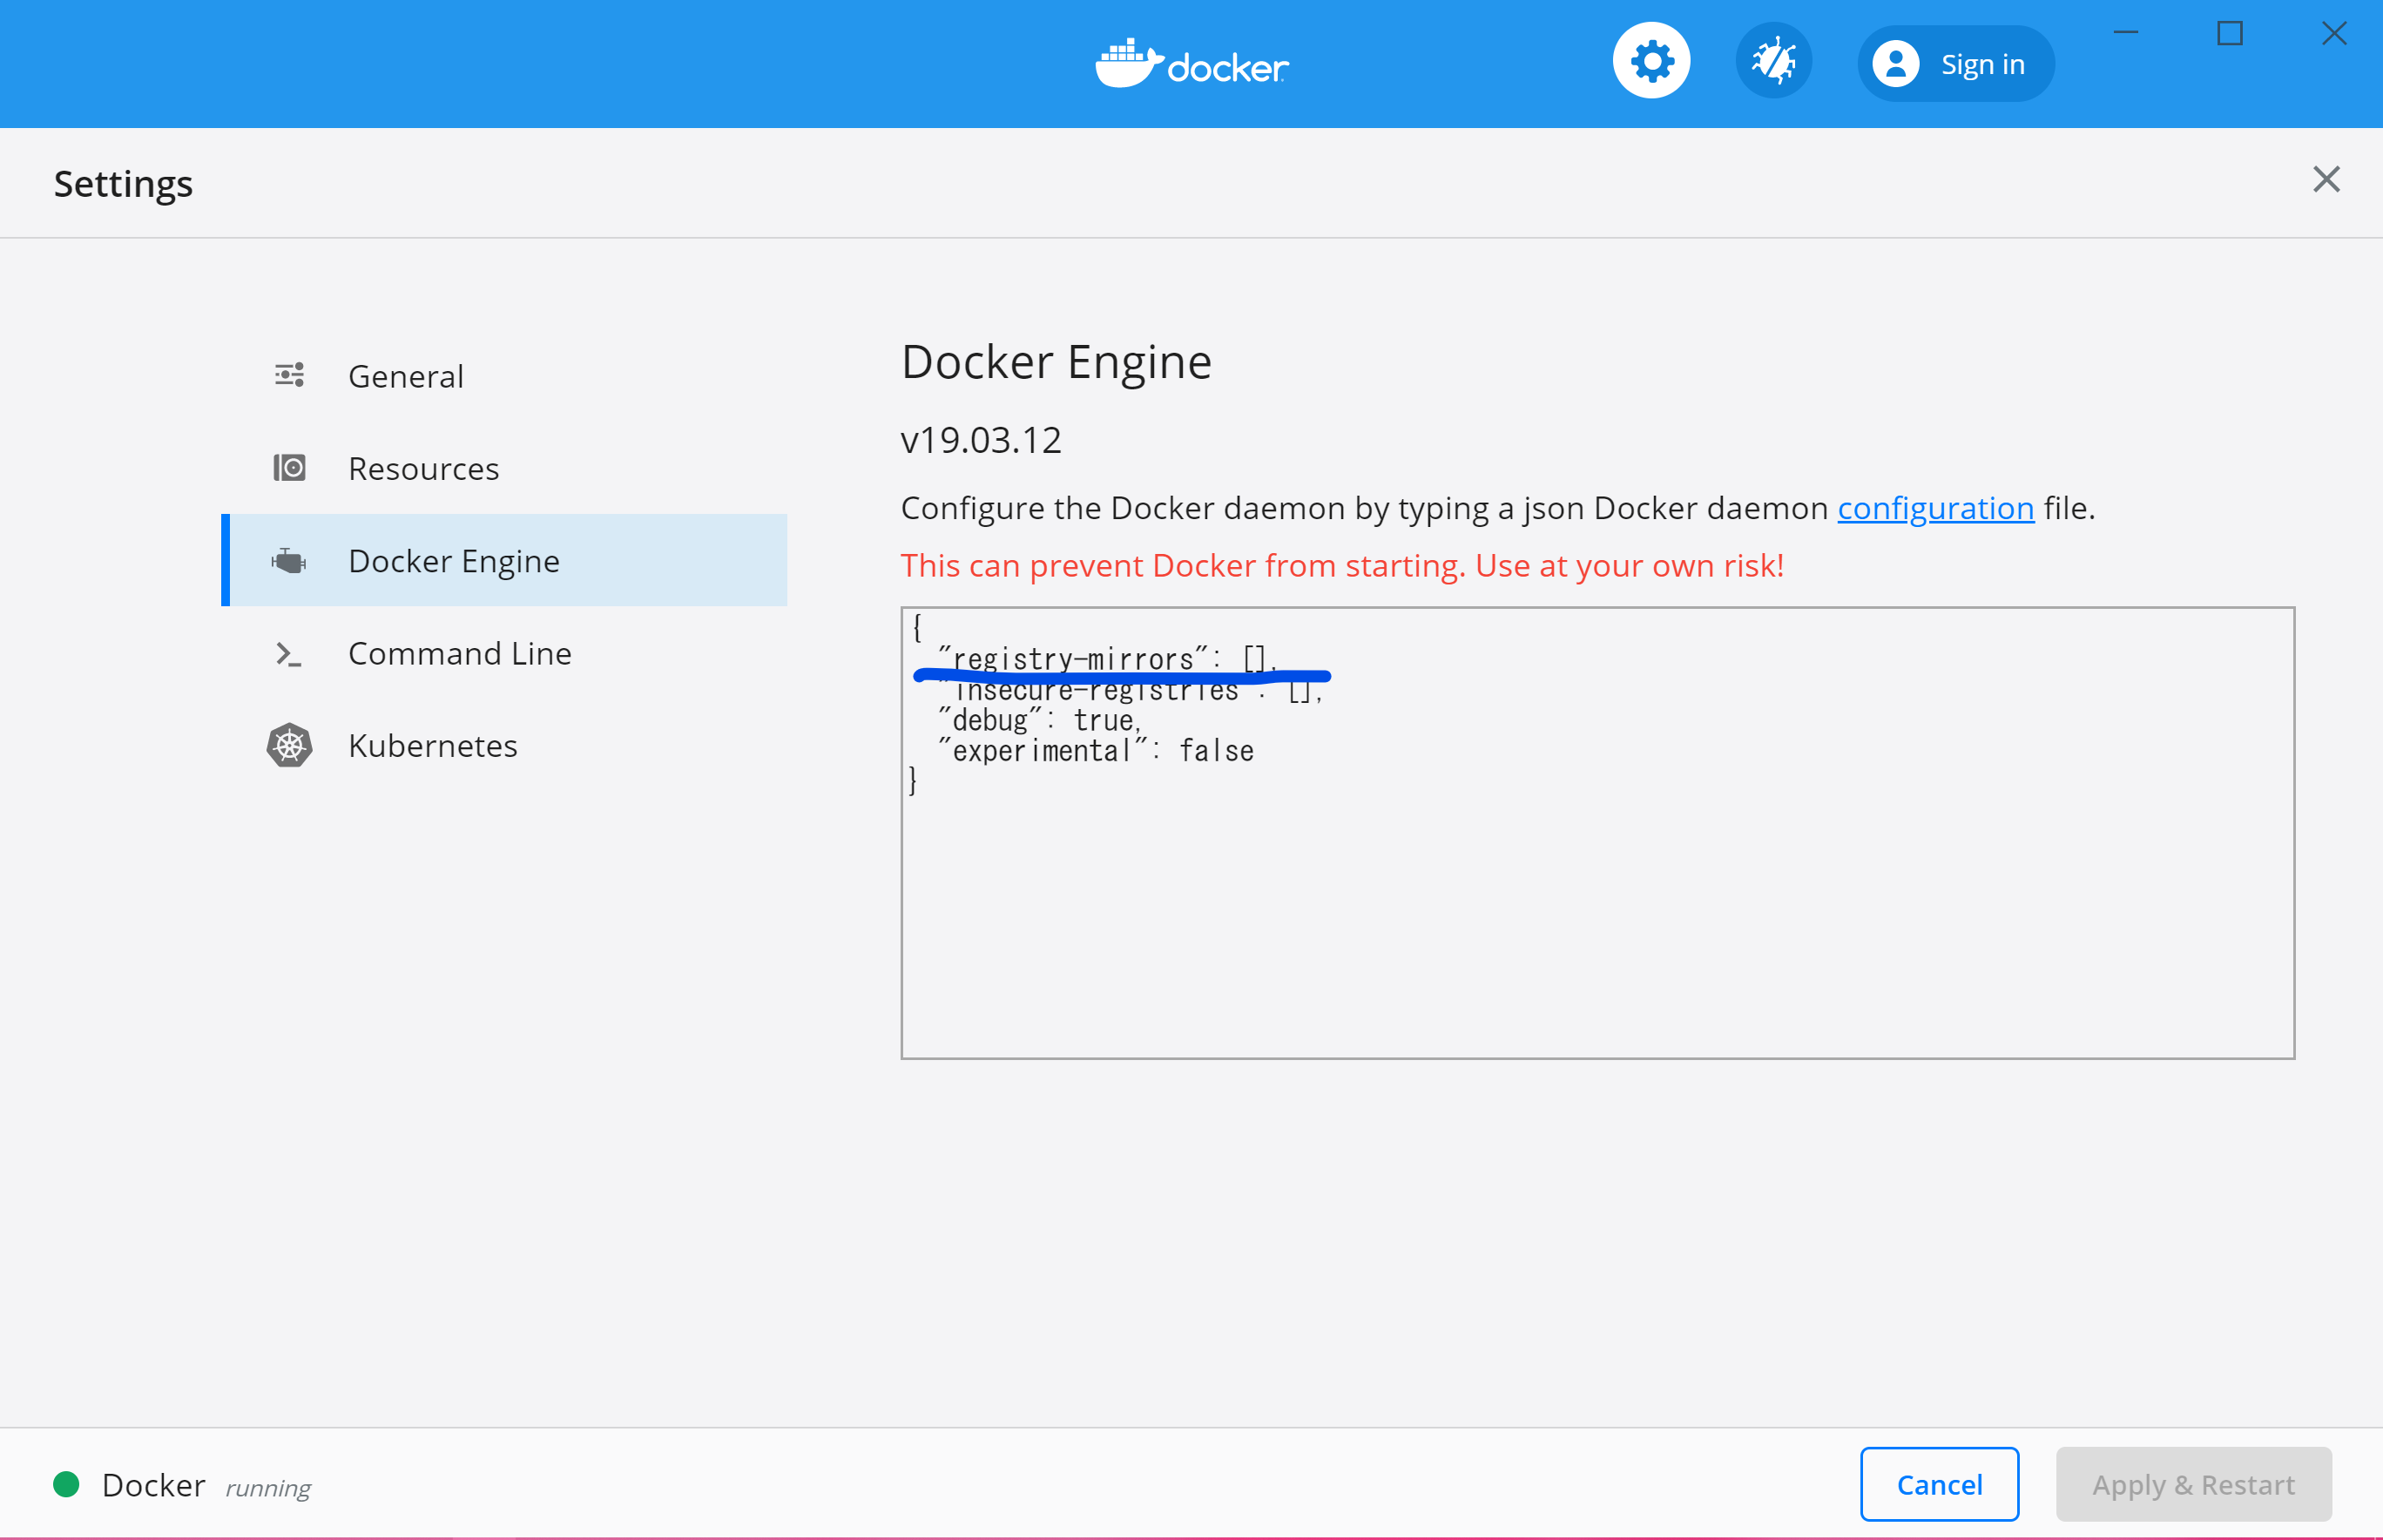 docker
Sign in
Settings
General
Resources
Docker Engine
Command Line
Kubernetes
Docker Engine
v19.03.12
Configure the Docker daemon by typing a json Docker daemon configuration file.
This can prevent Docker from starting. Use at your own risk!
{
  "registry-mirrors": [],
  "insecure-registries": [],
  "debug": true,
  "experimental": false
}
Docker running
Cancel
Apply & Restart